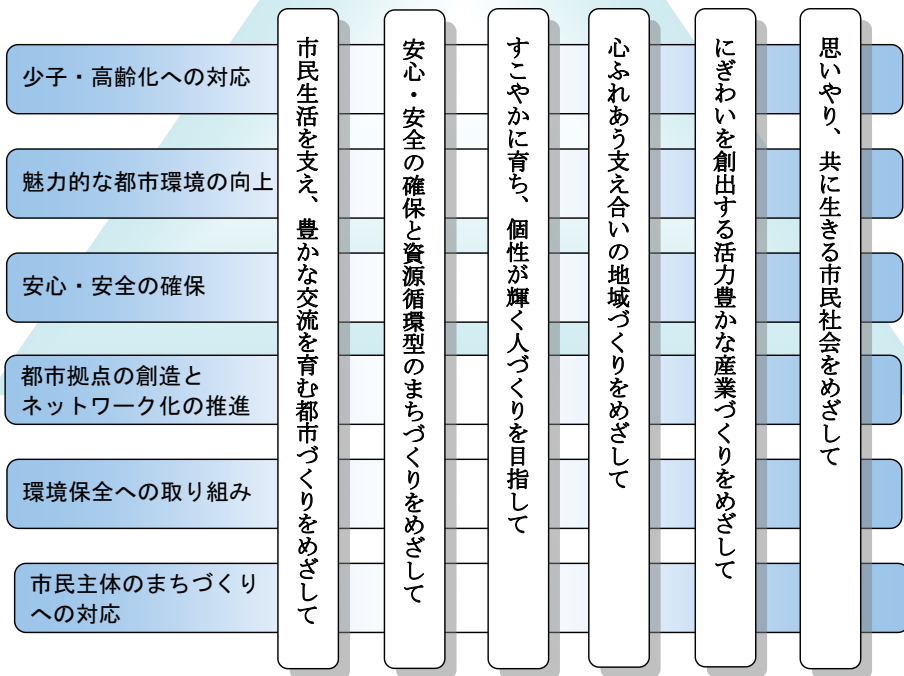 少子・高齢化への対応
魅力的な都市環境の向上
安心・安全の確保
都市拠点の創造と
ネットワーク化の推進
環境保全への取り組み
市民主体のまちづくり
への対応
市民生活を支え、豊かな交流を育む都市づくりをめざして
安心・安全の確保と資源循環型のまちづくりをめざして
すこやかに育ち、個性が輝く人づくりを目指して
心ふれあう支え合いの地域づくりをめざして
にぎわいを創出する活力豊かな産業づくりをめざして
思いやり、共に生きる市民社会をめざして